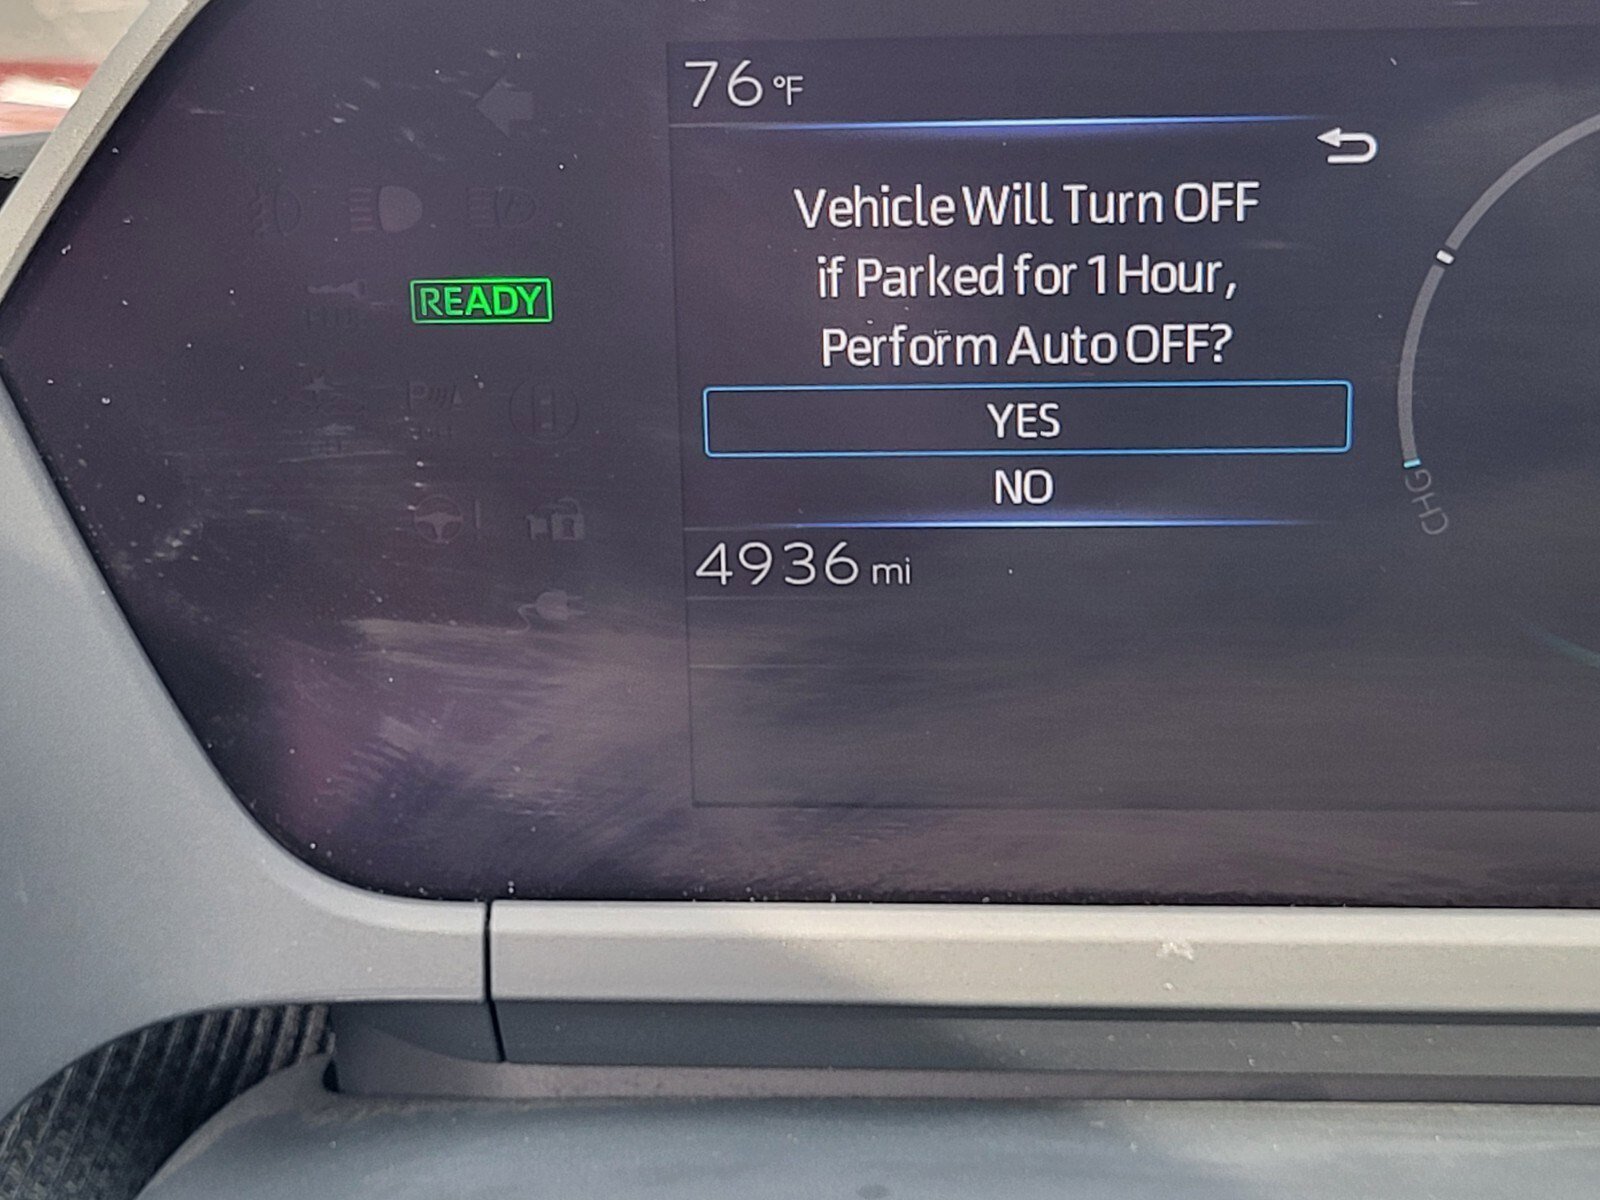 76 °F
Vehicle Will Turn OFF
if Parked for 1 Hour,
Perform Auto OFF?
YES
NO
READY
4936 mi
CHG